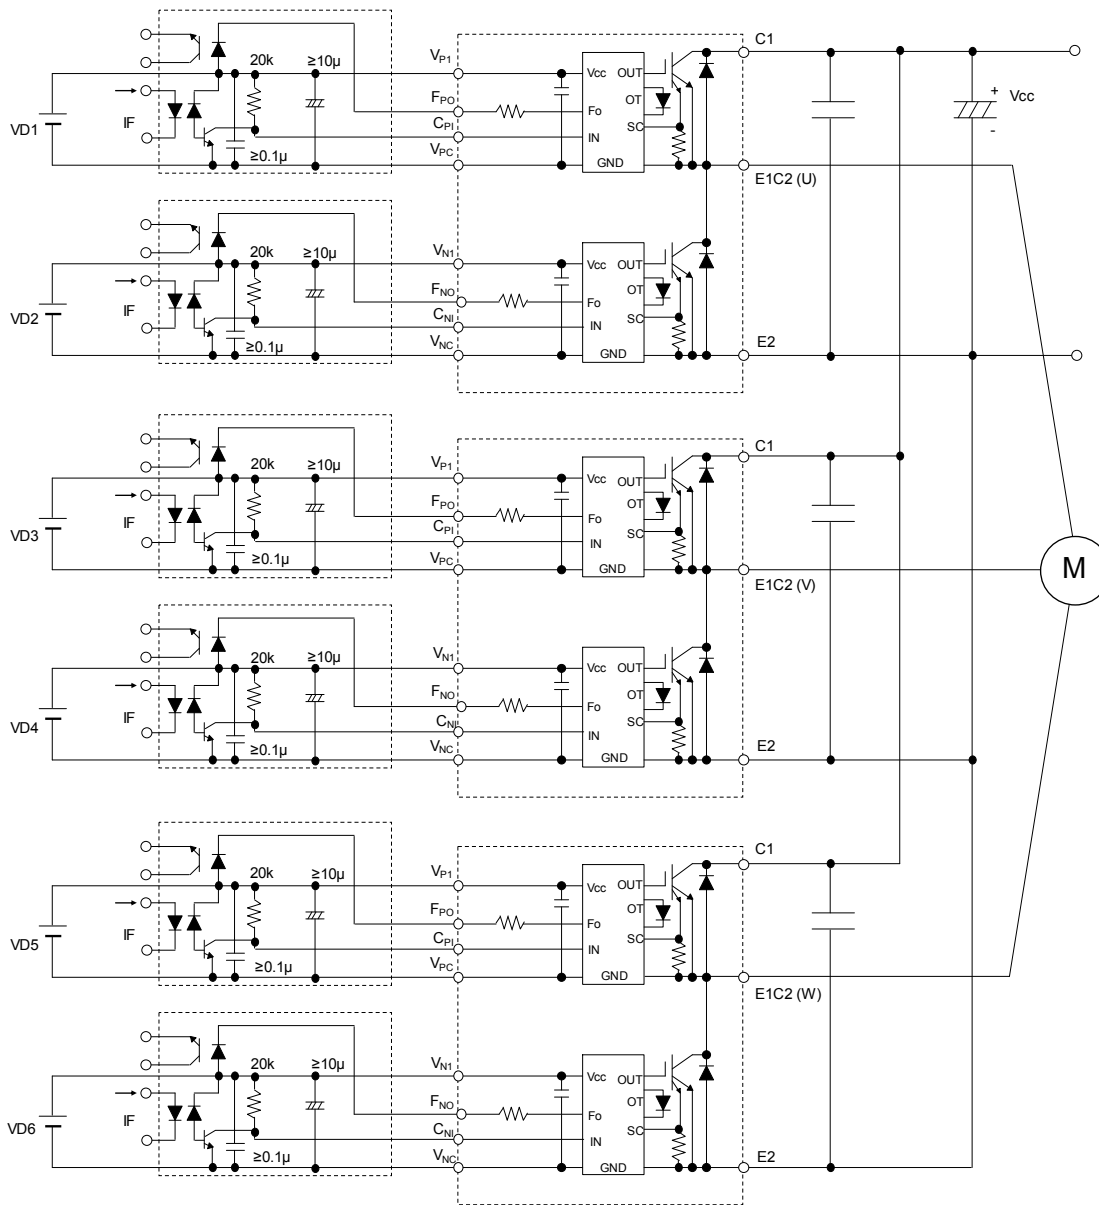 C1
20k
≥10µ
VP1
Vcc
OUT
+
Vcc
-
FPO
OT
Fo
IF
VD1
CPI
IN
SC
≥0.1µ
VPC
GND
E1C2 (U)
20k
≥10µ
VN1
Vcc
OUT
FNO
OT
Fo
IF
VD2
CNI
IN
SC
≥0.1µ
VNC
GND
E2
C1
20k
≥10µ
VP1
Vcc
OUT
FPO
OT
Fo
IF
VD3
CPI
IN
SC
≥0.1µ
VPC
GND
E1C2 (V)
M
20k
≥10µ
VN1
Vcc
OUT
FNO
OT
Fo
IF
VD4
CNI
IN
SC
≥0.1µ
VNC
GND
E2
C1
20k
≥10µ
VP1
Vcc
OUT
FPO
OT
Fo
IF
VD5
CPI
IN
SC
≥0.1µ
VPC
GND
E1C2 (W)
20k
≥10µ
VN1
Vcc
OUT
FNO
OT
Fo
IF
VD6
CNI
IN
SC
≥0.1µ
VNC
GND
E2